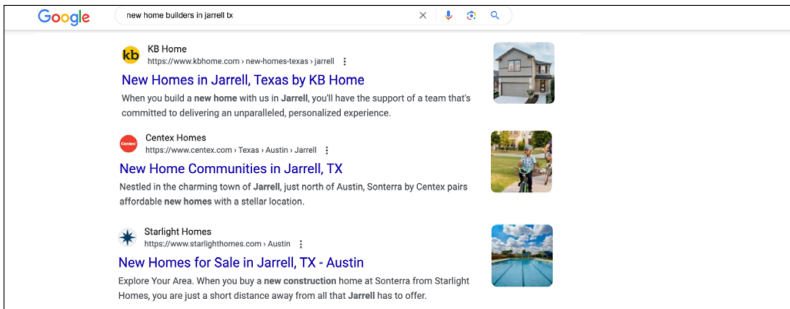 Google
new home builders in jarrell tx
kb
KB Home
https://www.kbhome.com › new-homes-texas › jarrell
New Homes in Jarrell, Texas by KB Home
When you build a new home with us in Jarrell, you'll have the support of a team that's
committed to delivering an unparalleled, personalized experience.
Centex
Centex Homes
https://www.centex.com › Texas › Austin › Jarrell
New Home Communities in Jarrell, TX
Nestled in the charming town of Jarrell, just north of Austin, Sonterra by Centex pairs
affordable new homes with a stellar location.
Starlight Homes
https://www.starlighthomes.com › Austin
New Homes for Sale in Jarrell, TX - Austin
Explore Your Area. When you buy a new construction home at Sonterra from Starlight
Homes, you are just a short distance away from all that Jarrell has to offer.